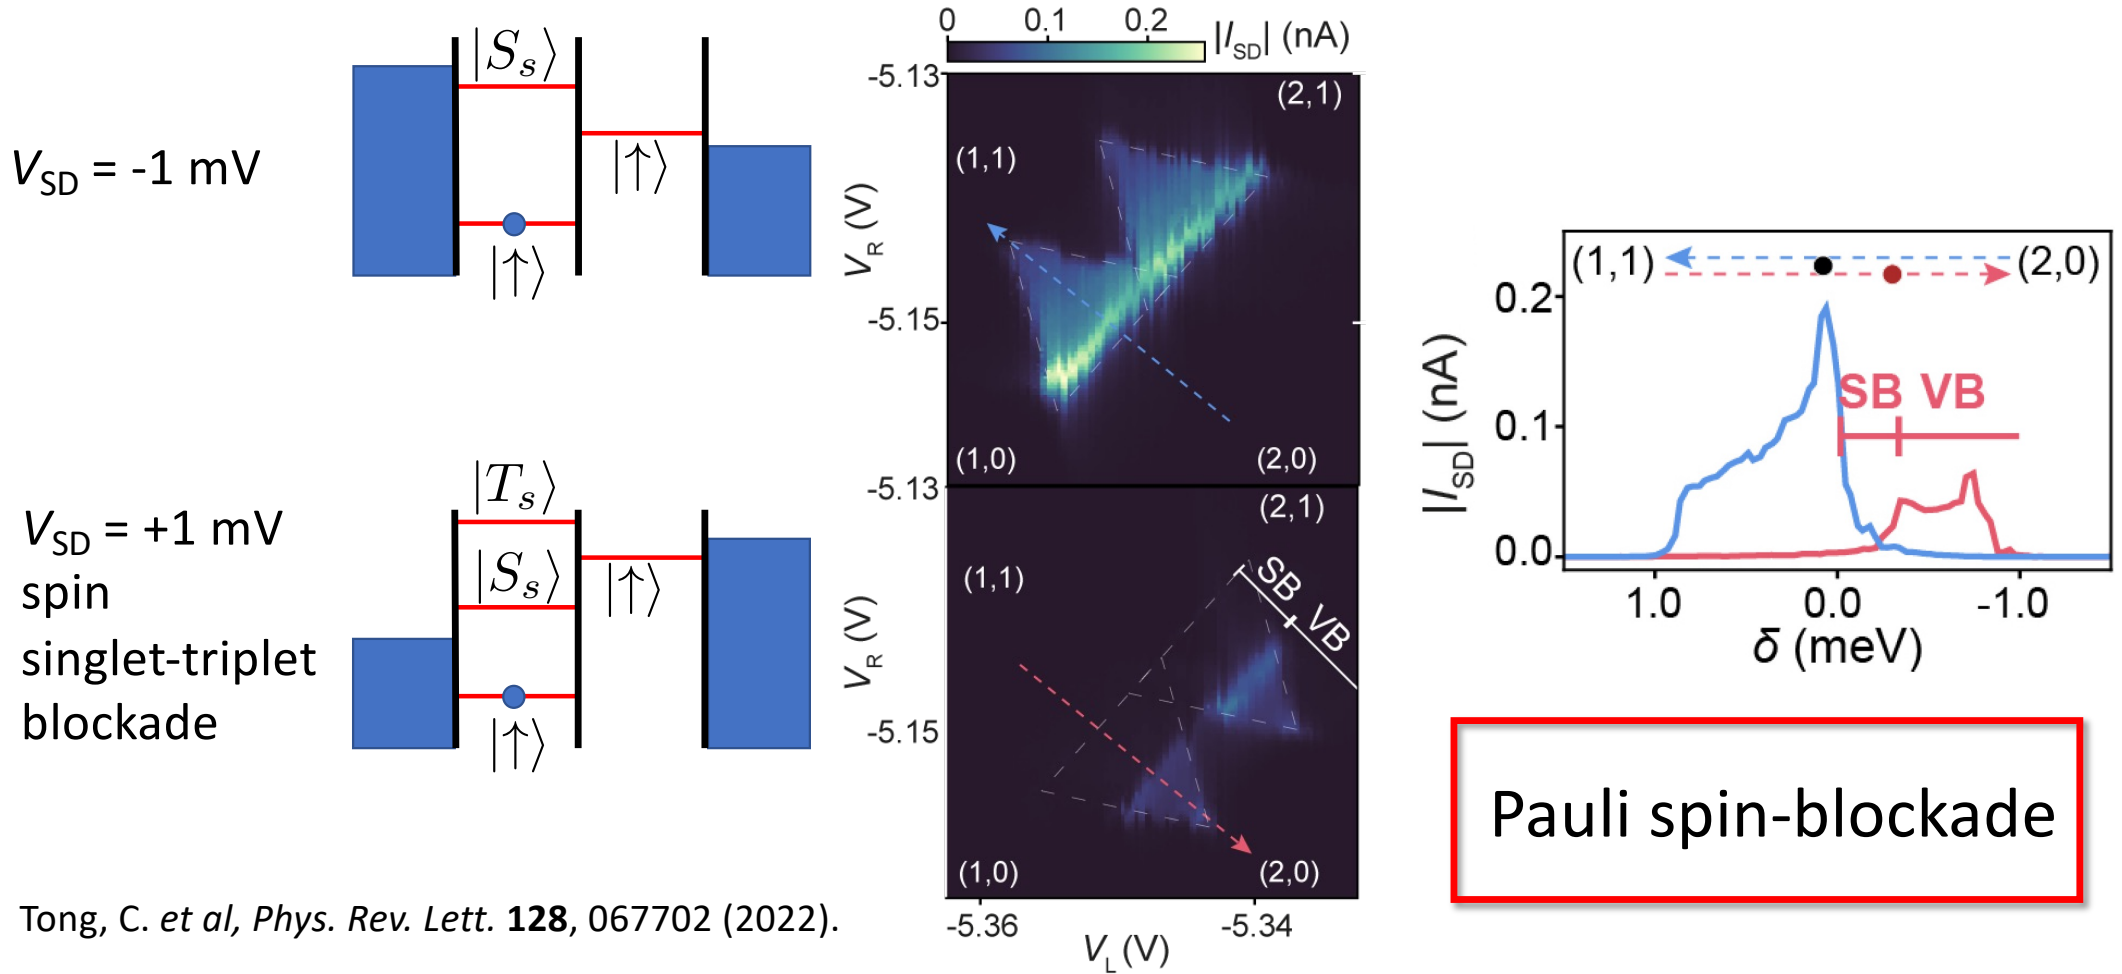 |S_s⟩
V_SD = -1 mV
|↑⟩
|↑⟩
|T_s⟩
V_SD = +1 mV
spin
singlet-triplet
blockade
|S_s⟩
|↑⟩
|↑⟩
Tong, C. et al, Phys. Rev. Lett. 128, 067702 (2022).
0 0.1 0.2 |I_SD| (nA)
-5.13
(2,1)
(1,1)
V_R (V)
-5.15
(1,0) (2,0)
-5.13
(2,1)
(1,1)
SB VB
V_R (V)
-5.15
(1,0) (2,0)
-5.36 -5.34
V_L (V)
(1,1) (2,0)
0.2
SB VB
0.1
|I_SD| (nA)
0.0
1.0 0.0 -1.0
δ (meV)
Pauli spin-blockade